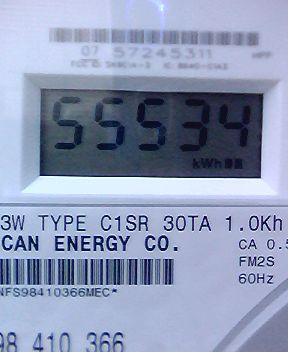 07 57245311
55534
kWh
3W TYPE C1SR 30TA 1.0Kh
CAN ENERGY CO.
CA 0.5
FM2S
60Hz
NFS98410366MEC*
98 410 366